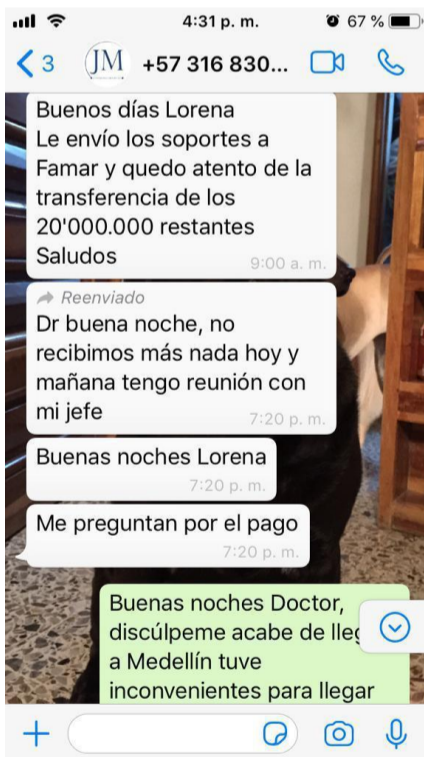 4:31 p. m.
67 %
3
JM
+57 316 830...
Buenos días Lorena
Le envío los soportes a
Famar y quedo atento de la
transferencia de los
20'000.000 restantes
Saludos
9:00 a. m.
Reenviado
Dr buena noche, no
recibimos más nada hoy y
mañana tengo reunión con
mi jefe
7:20 p. m.
Buenas noches Lorena
7:20 p. m.
Me preguntan por el pago
7:20 p. m.
Buenas noches Doctor,
discúlpeme acabe de
a Medellín tuve
inconvenientes para llegar